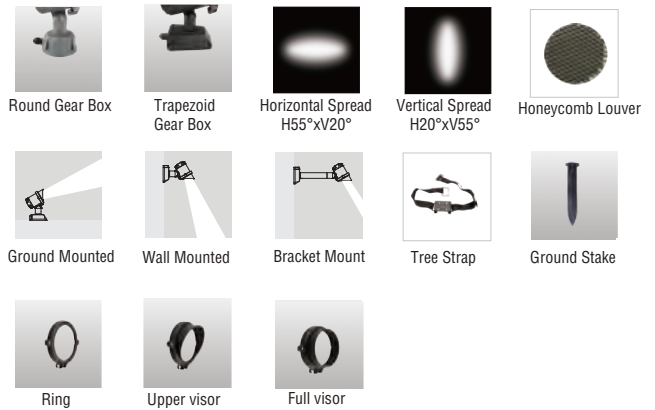 Round Gear Box
Trapezoid
Gear Box
Horizontal Spread
H55°xV20°
Vertical Spread
H20°xV55°
Honeycomb Louver
Ground Mounted
Wall Mounted
Bracket Mount
Tree Strap
Ground Stake
Ring
Upper visor
Full visor